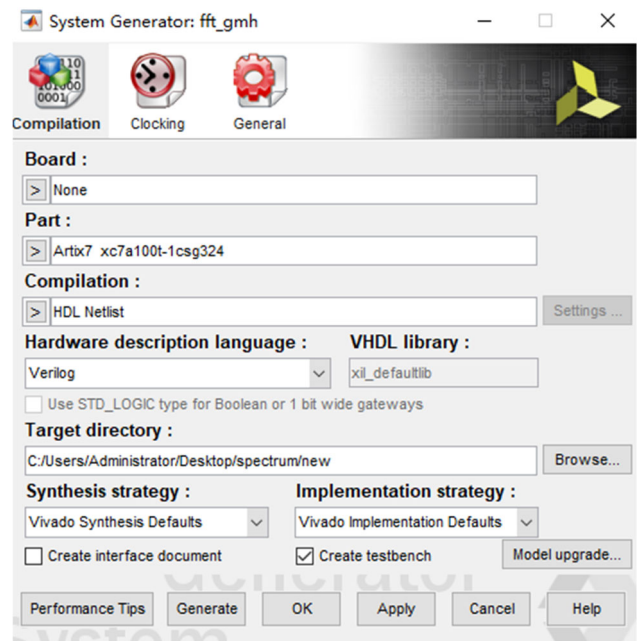 System Generator: fft_gmh
Compilation
Clocking
General
Board :
> None
Part :
> Artix7 xc7a100t-1csg324
Compilation :
> HDL Netlist
Settings ...
Hardware description language : VHDL library :
Verilog xil_defaultlib
Use STD_LOGIC type for Boolean or 1 bit wide gateways
Target directory :
C:/Users/Administrator/Desktop/spectrum/new Browse...
Synthesis strategy : Implementation strategy :
Vivado Synthesis Defaults Vivado Implementation Defaults
Create interface document Create testbench Model upgrade...
Performance Tips Generate OK Apply Cancel Help